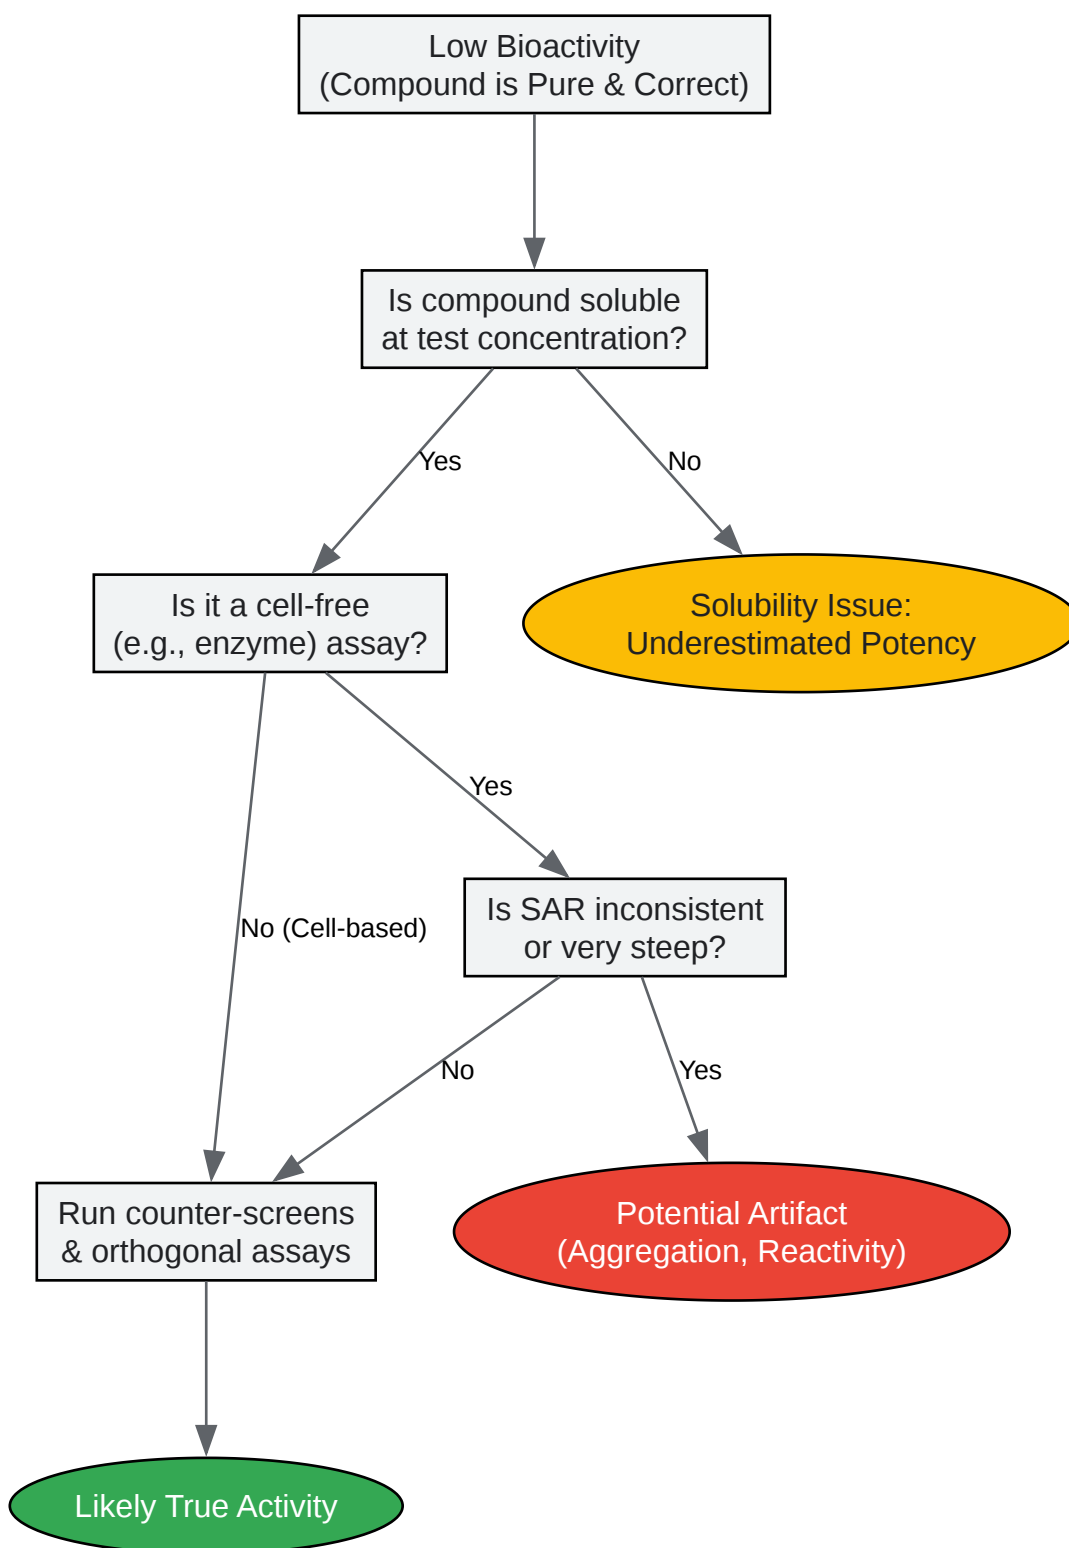 Low Bioactivity
(Compound is Pure & Correct)
Is compound soluble
at test concentration?
Yes
No
Is it a cell-free
(e.g., enzyme) assay?
Solubility Issue:
Underestimated Potency
Yes
No (Cell-based)
Is SAR inconsistent
or very steep?
No
Yes
Run counter-screens
& orthogonal assays
Potential Artifact
(Aggregation, Reactivity)
Likely True Activity